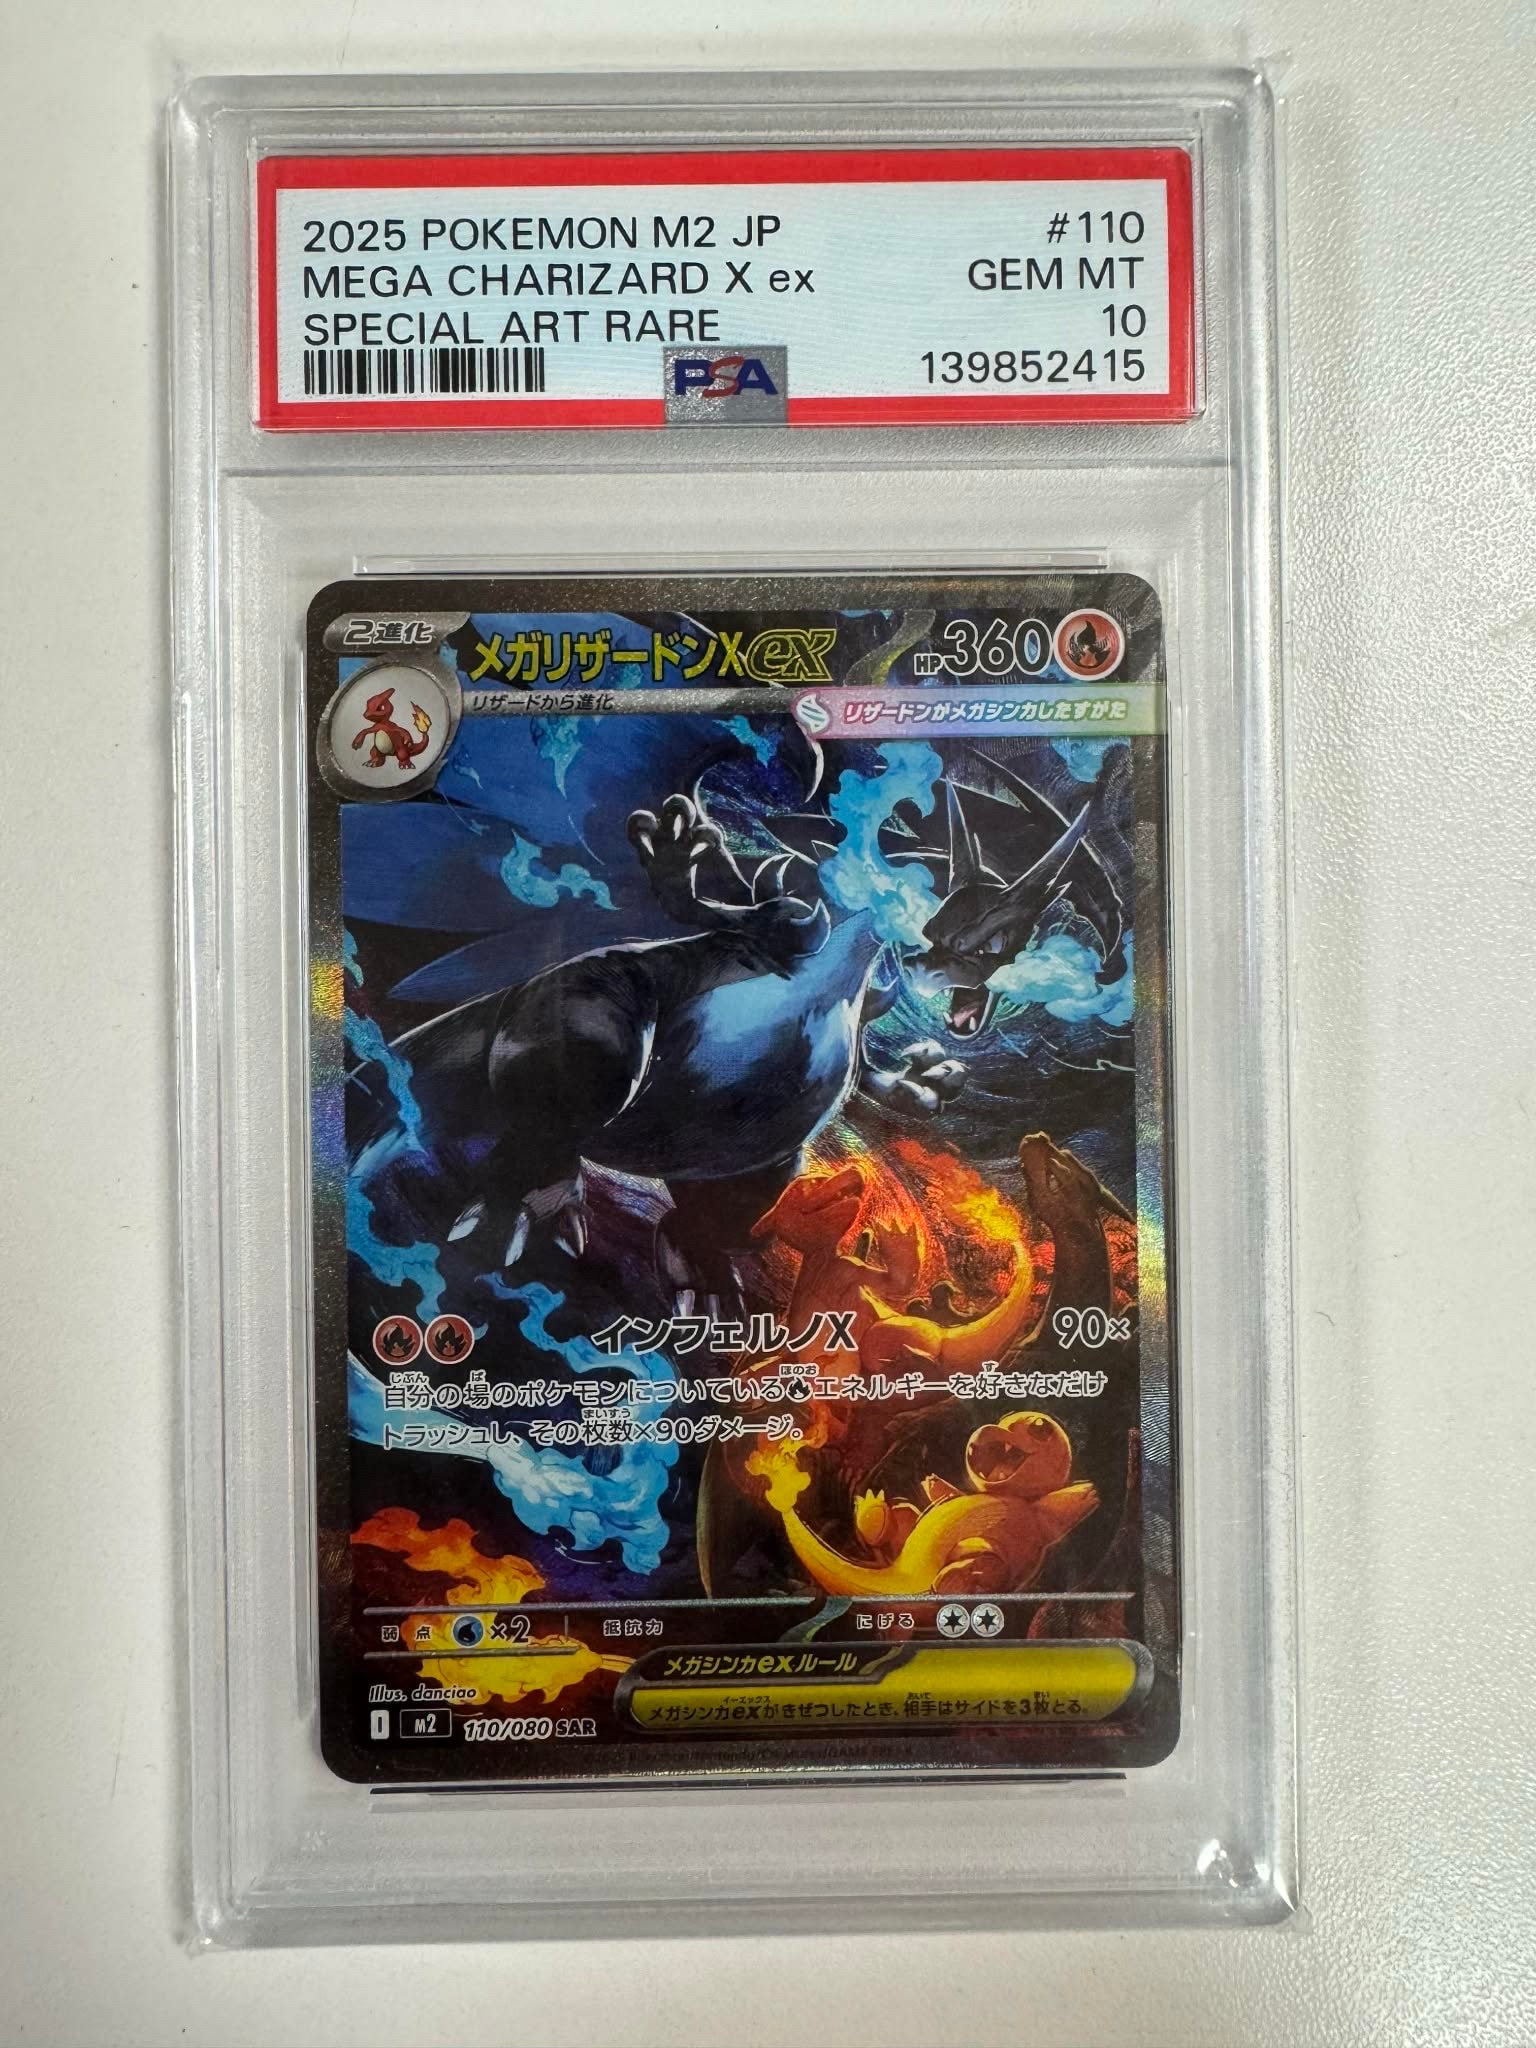 2025 POKEMON M2 JP #110
MEGA CHARIZARD X ex GEM MT
SPECIAL ART RARE 10
PSA 139852415
2進化 メガリザードンXex HP360
リザードから進化
リザードンがメガシンカしたすがた
インフェルノX 90×
自分の場のポケモンについているエネルギーを好きなだけ
トラッシュし、その枚数×90ダメージ。
弱点 ×2 抵抗力 にげる
メガシンカexルール
メガシンカexがきぜつしたとき、相手はサイドを3枚とる。
Illus. danciao
I M2 110/080 SAR